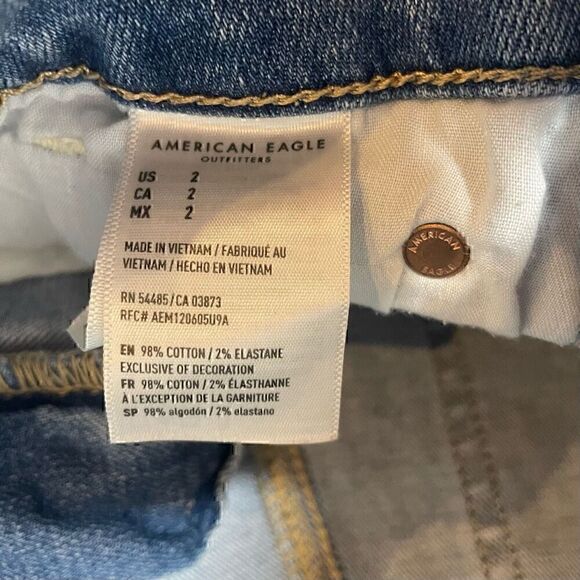 AMERICAN EAGLE
OUTFITTERS
US 2
CA 2
MX 2
MADE IN VIETNAM / FABRIQUÉ AU
VIETNAM / HECHO EN VIETNAM
RN 54485 / CA 03873
RFC# AEM120605U9A
EN 98% COTTON / 2% ELASTANE
EXCLUSIVE OF DECORATION
FR 98% COTON / 2% ÉLASTHANNE
À L'EXCEPTION DE LA GARNITURE
SP 98% algodón / 2% elastano
AMERICAN
EAGLE